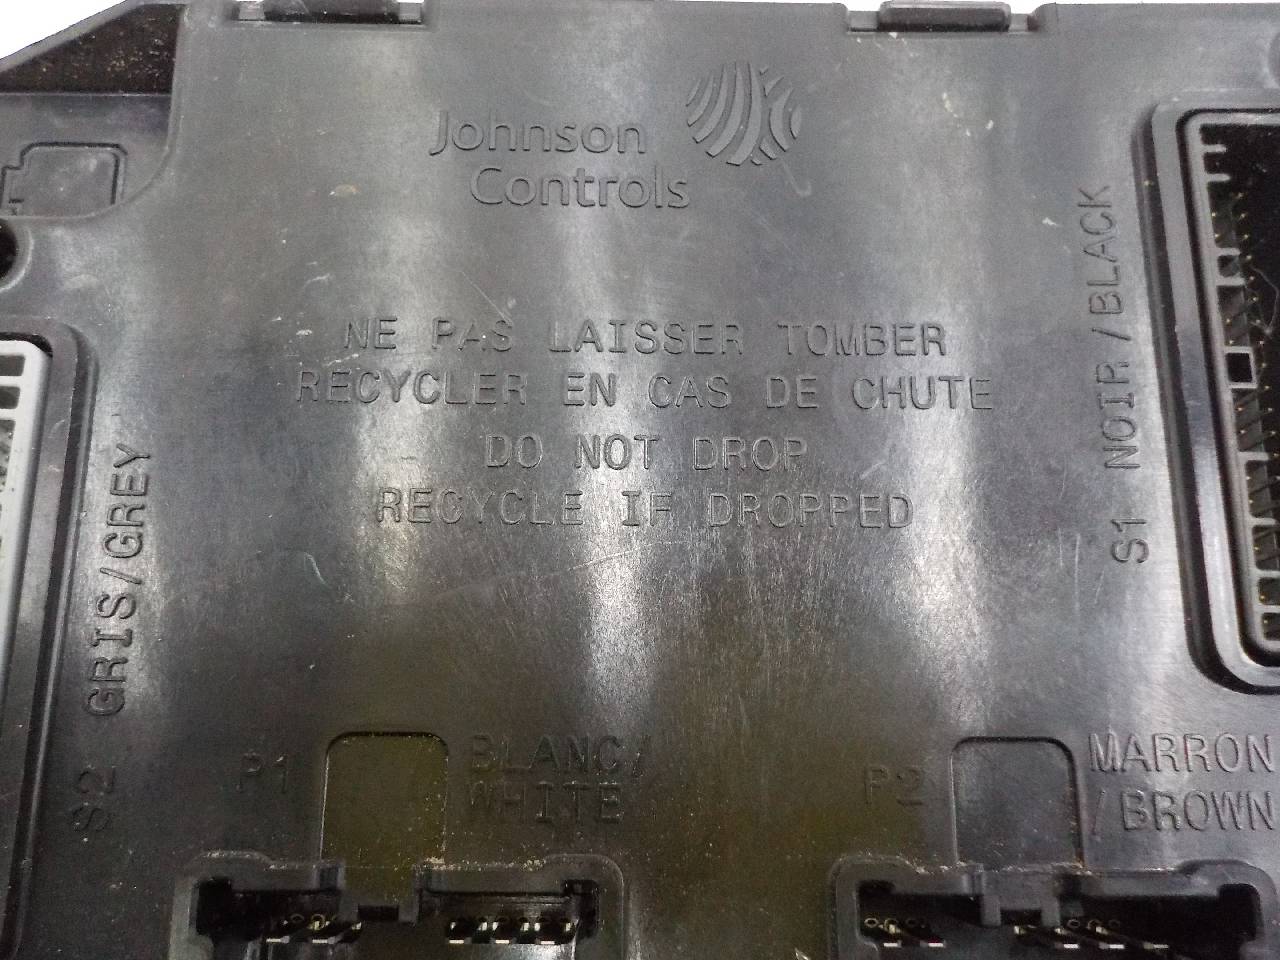 Johnson
Controls
NE PAS LAISSER TOMBER
RECYCLER EN CAS DE CHUTE
DO NOT DROP
RECYCLE IF DROPPED
S1 NOIR/BLACK
S2 GRIS/GREY
P1 BLANC/
WHITE
P2 MARRON
/BROWN